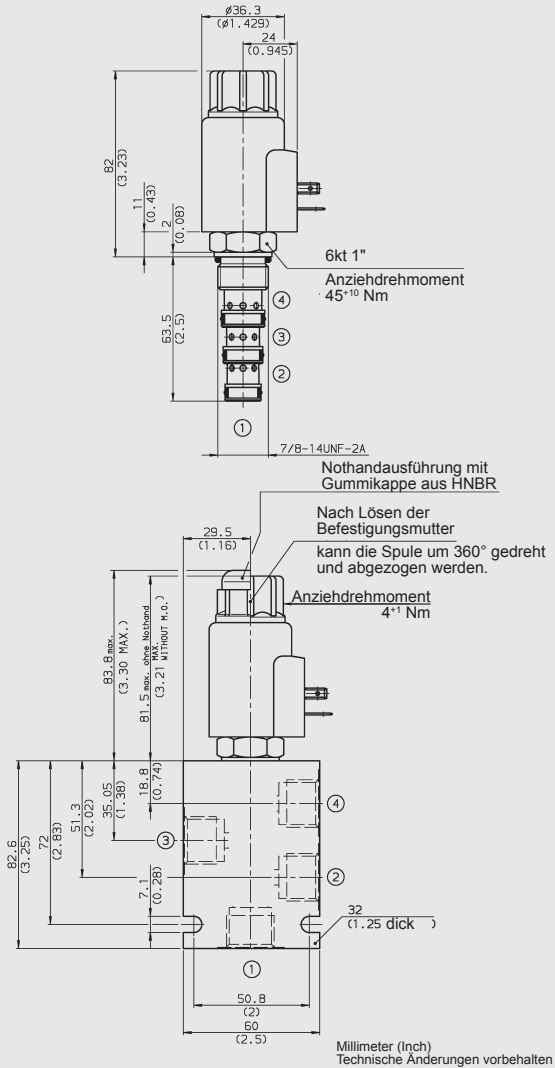 ø36.3
(ø1.429)
24
(0.945)
82
(3.23)
11
(0.43)
2
(0.08)
6kt 1"
Anziehdrehmoment
45+10 Nm
63.5
(2.5)
④
③
②
①
7/8-14UNF-2A
Nothandausführung mit
Gummikappe aus HNBR
29.5
(1.16)
Nach Lösen der
Befestigungsmutter
kann die Spule um 360° gedreht
und abgezogen werden.
Anziehdrehmoment
4+1 Nm
83.8 max.
(3.30 MAX.)
81.5 max. ohne Nothand
MAX.
(3.21 WITHOUT M.O.)
18.8
(0.74)
35.05
(1.38)
51.3
(2.02)
72
(2.83)
82.6
(3.25)
7.1
(0.28)
④
③
②
32
(1.25 dick )
①
50.8
(2)
60
(2.5)
Millimeter (Inch)
Technische Änderungen vorbehalten